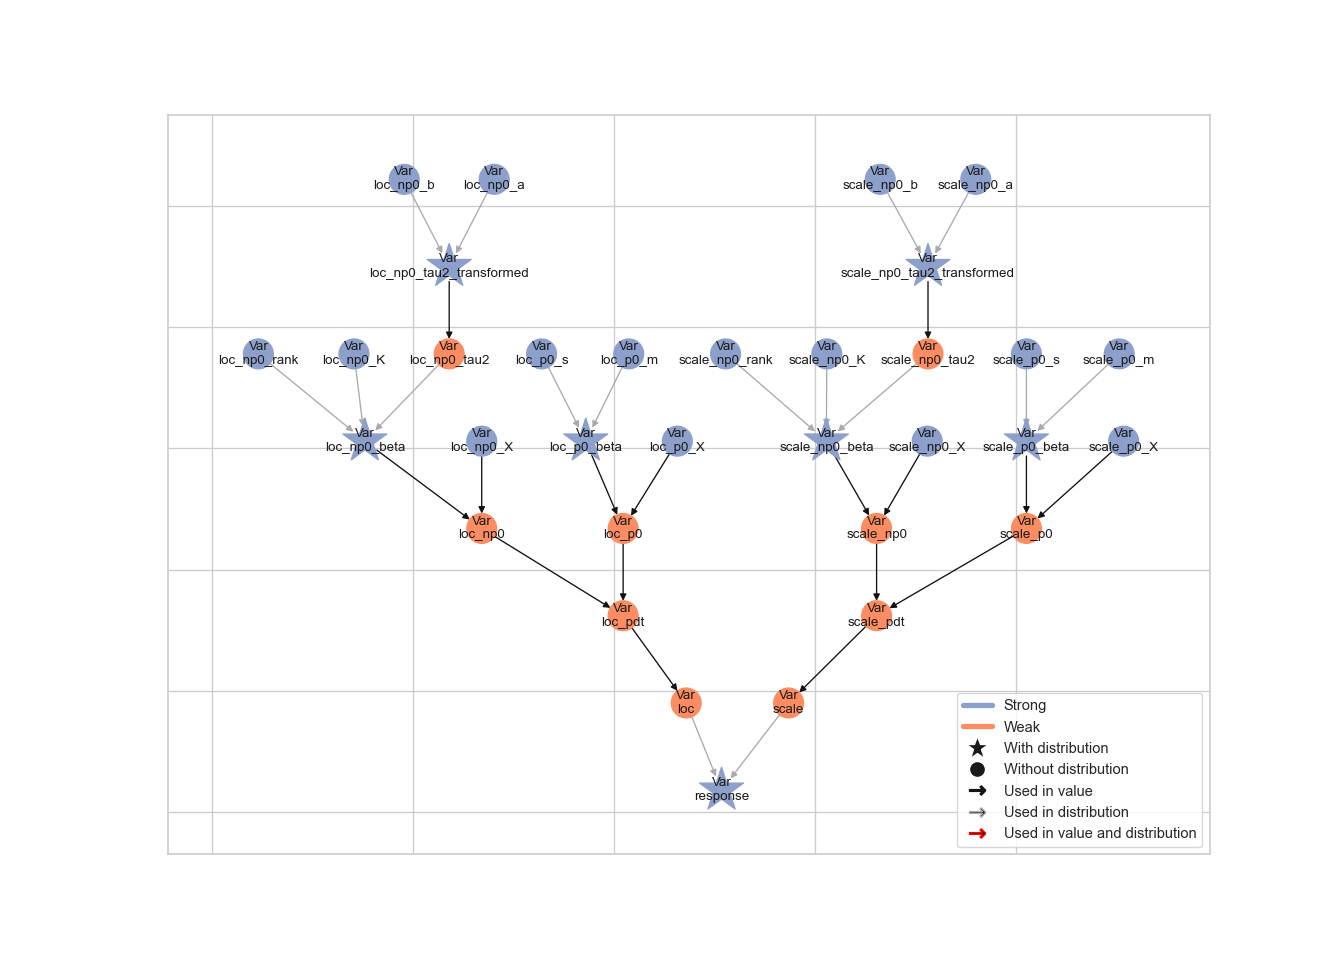 Var
loc_np0_b
Var
loc_np0_a
Var
scale_np0_b
Var
scale_np0_a
Var
loc_np0_tau2_transformed
Var
scale_np0_tau2_transformed
Var
loc_np0_rank
Var
loc_np0_K
Var
loc_np0_tau2
Var
loc_p0_s
Var
loc_p0_m
Var
scale_np0_rank
Var
scale_np0_K
Var
scale_np0_tau2
Var
scale_p0_s
Var
scale_p0_m
Var
loc_np0_beta
Var
loc_np0_X
Var
loc_p0_beta
Var
loc_p0_X
Var
scale_np0_beta
Var
scale_np0_X
Var
scale_p0_beta
Var
scale_p0_X
Var
loc_np0
Var
loc_p0
Var
scale_np0
Var
scale_p0
Var
loc_pdt
Var
scale_pdt
Var
loc
Var
scale
Var
response
Strong
Weak
With distribution
Without distribution
Used in value
Used in distribution
Used in value and distribution